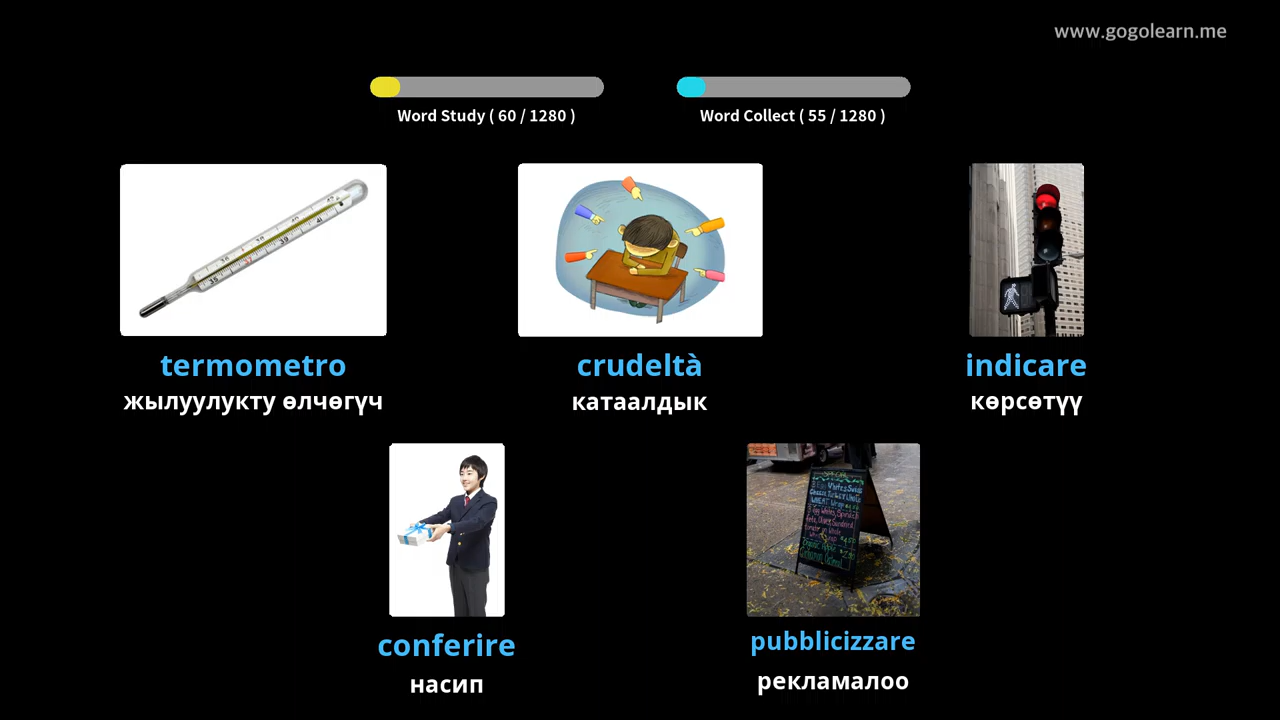 www.gogolearn.me
Word Study ( 60 / 1280 )
Word Collect ( 55 / 1280 )
termometro
crudeltà
indicare
жылуулукту өлчөгүч
катаалдык
көрсөтүү
conferire
pubblicizzare
насип
рекламалоо